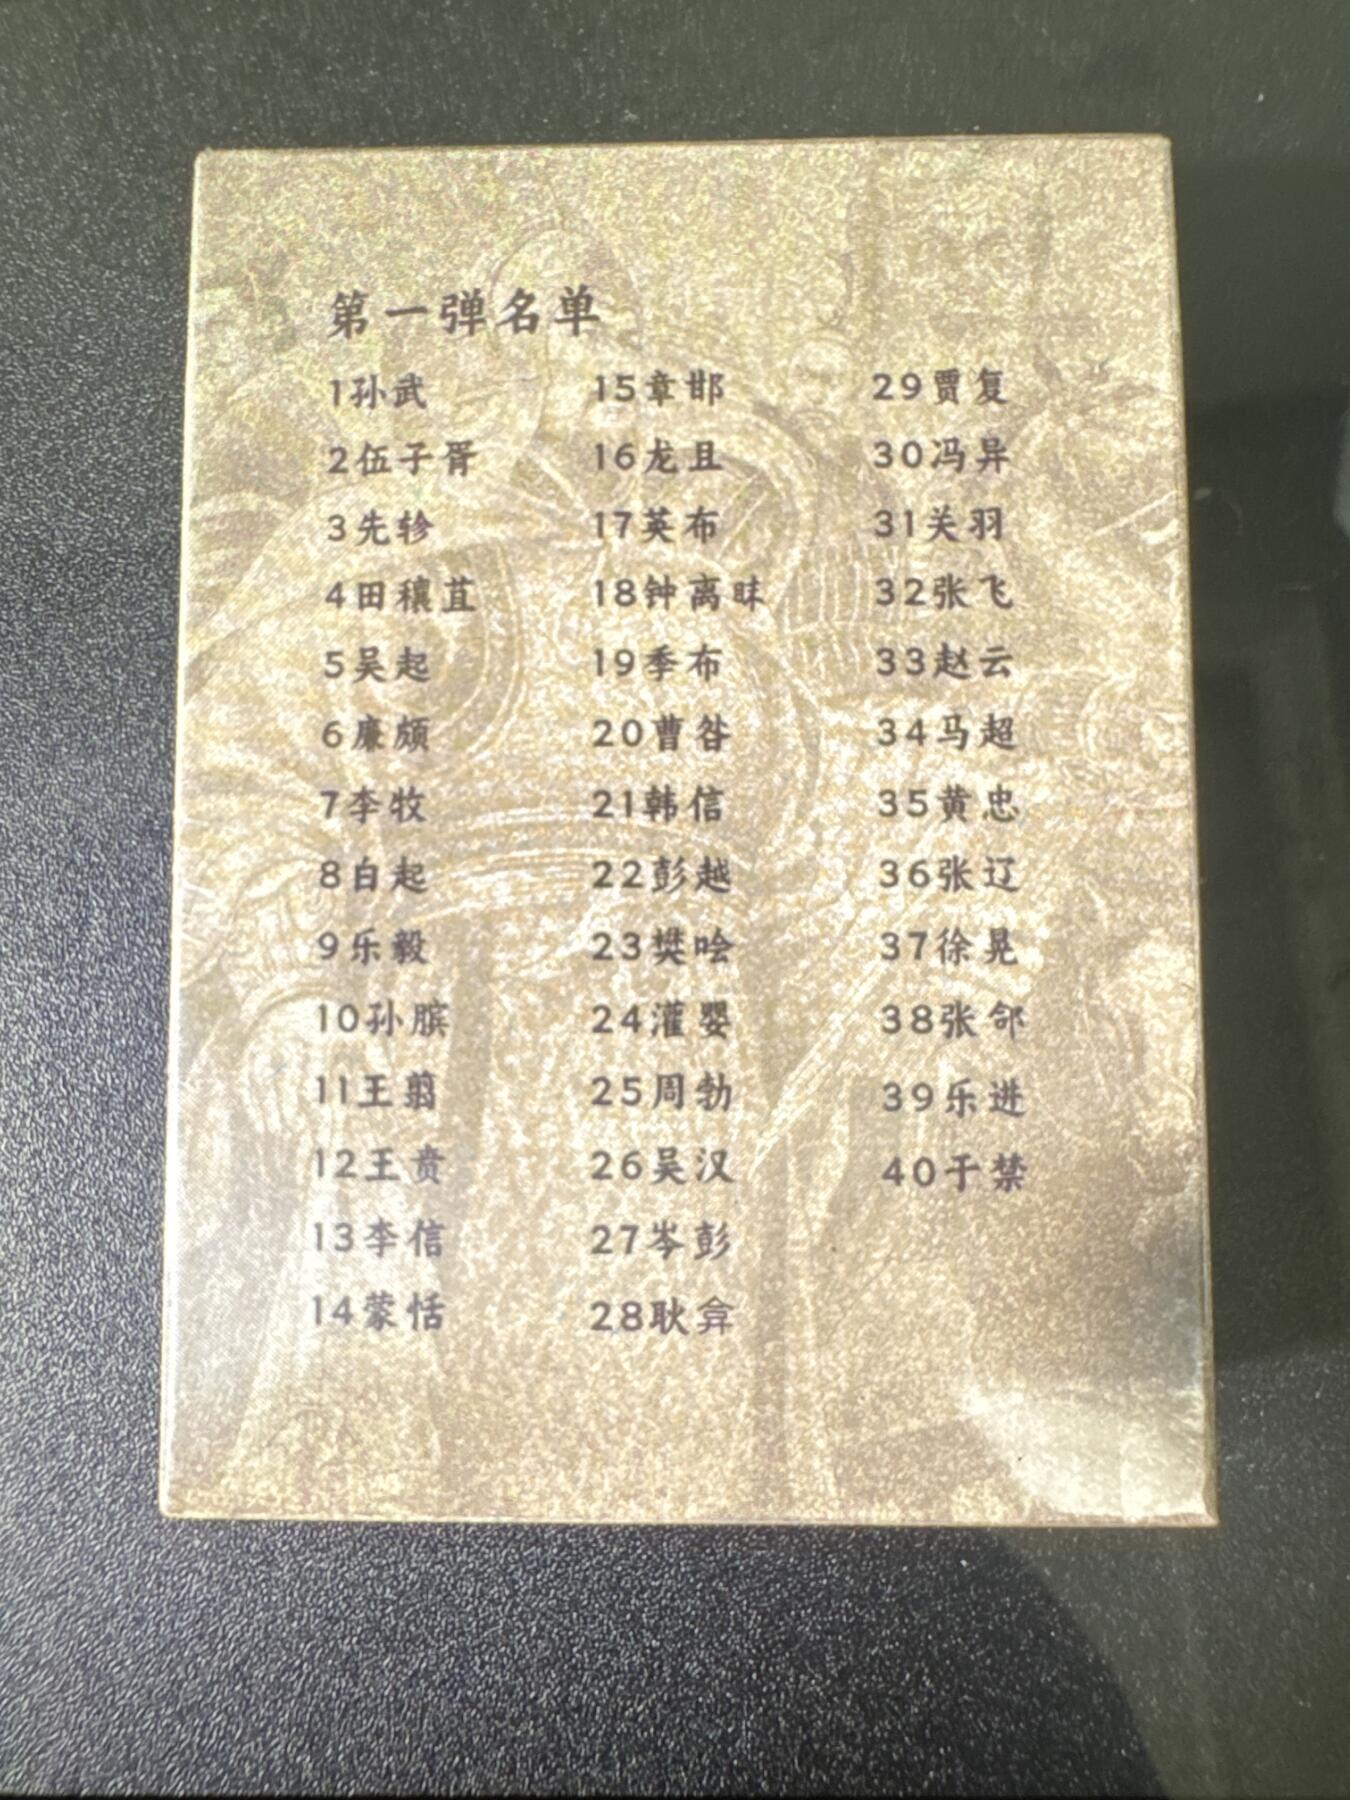 第一弹名单
1孙武
2伍子胥
3先轸
4田穰苴
5吴起
6廉颇
7李牧
8白起
9乐毅
10孙膑
11王翦
12王贲
13李信
14蒙恬
15章邯
16龙且
17英布
18钟离昧
19季布
20曹咎
21韩信
22彭越
23樊哙
24灌婴
25周勃
26吴汉
27岑彭
28耿弇
29贾复
30冯异
31关羽
32张飞
33赵云
34马超
35黄忠
36张辽
37徐晃
38张郃
39乐进
40于禁